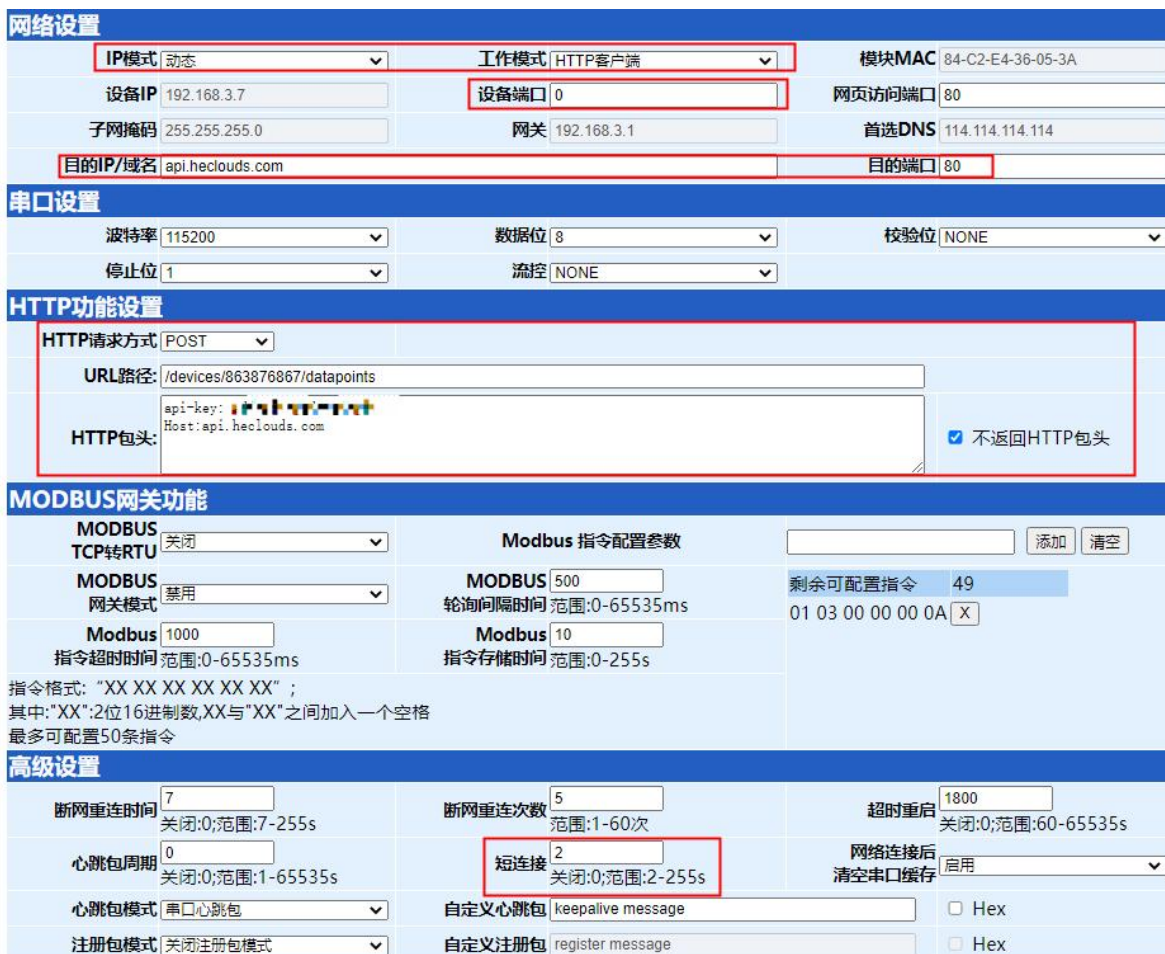 网络设置
IP模式 动态 工作模式 HTTP客户端 模块MAC 84-C2-E4-36-05-3A
设备IP 192.168.3.7 设备端口 0 网页访问端口 80
子网掩码 255.255.255.0 网关 192.168.3.1 首选DNS 114.114.114.114
目的IP/域名 api.heclouds.com 目的端口 80
串口设置
波特率 115200 数据位 8 校验位 NONE
停止位 1 流控 NONE
HTTP功能设置
HTTP请求方式 POST
URL路径: /devices/863876867/datapoints
api-key:
Host:api.heclouds.com
HTTP包头: 不返回HTTP包头
MODBUS网关功能
MODBUS
TCP转RTU 关闭 Modbus 指令配置参数 添加 清空
MODBUS
网关模式 禁用 MODBUS 500
轮询间隔时间 范围:0-65535ms 剩余可配置指令 49
01 03 00 00 00 0A X
Modbus 1000
指令超时时间 范围:0-65535ms Modbus 10
指令存储时间 范围:0-255s
指令格式:“XX XX XX XX XX XX”;
其中:"XX":2位16进制数,XX与"XX"之间加入一个空格
最多可配置50条指令
高级设置
断网重连时间 7
关闭:0;范围:7-255s 断网重连次数 5
范围:1-60次 超时重启 1800
关闭:0;范围:60-65535s
心跳包周期 0
关闭:0;范围:1-65535s 短连接 2
关闭:0;范围:2-255s 网络连接后
清空串口缓存 启用
心跳包模式 串口心跳包 自定义心跳包 keepalive message Hex
注册包模式 关闭注册包模式 自定义注册包 register message Hex